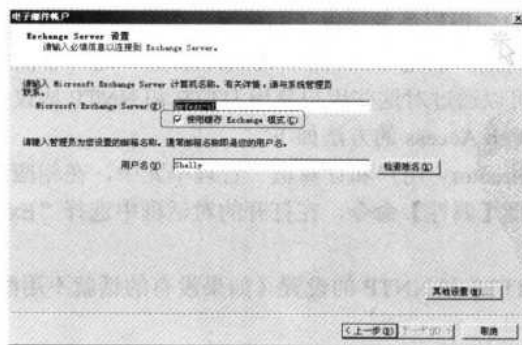 电子邮件帐户
Exchange Server 设置
请输入必填信息以连接到 Exchange Server。
请键入 Microsoft Exchange Server 计算机名称。有关详情，请与系统管理员
联系。
Microsoft Exchange Server(E):
使用缓存 Exchange 模式(C)
请键入管理员为您设置的邮箱名称。通常邮箱名称即是您的用户名。
用户名(U): Shelly
检查姓名(K)
其他设置(M)...
<上一步(B)
下一步(N)>
取消